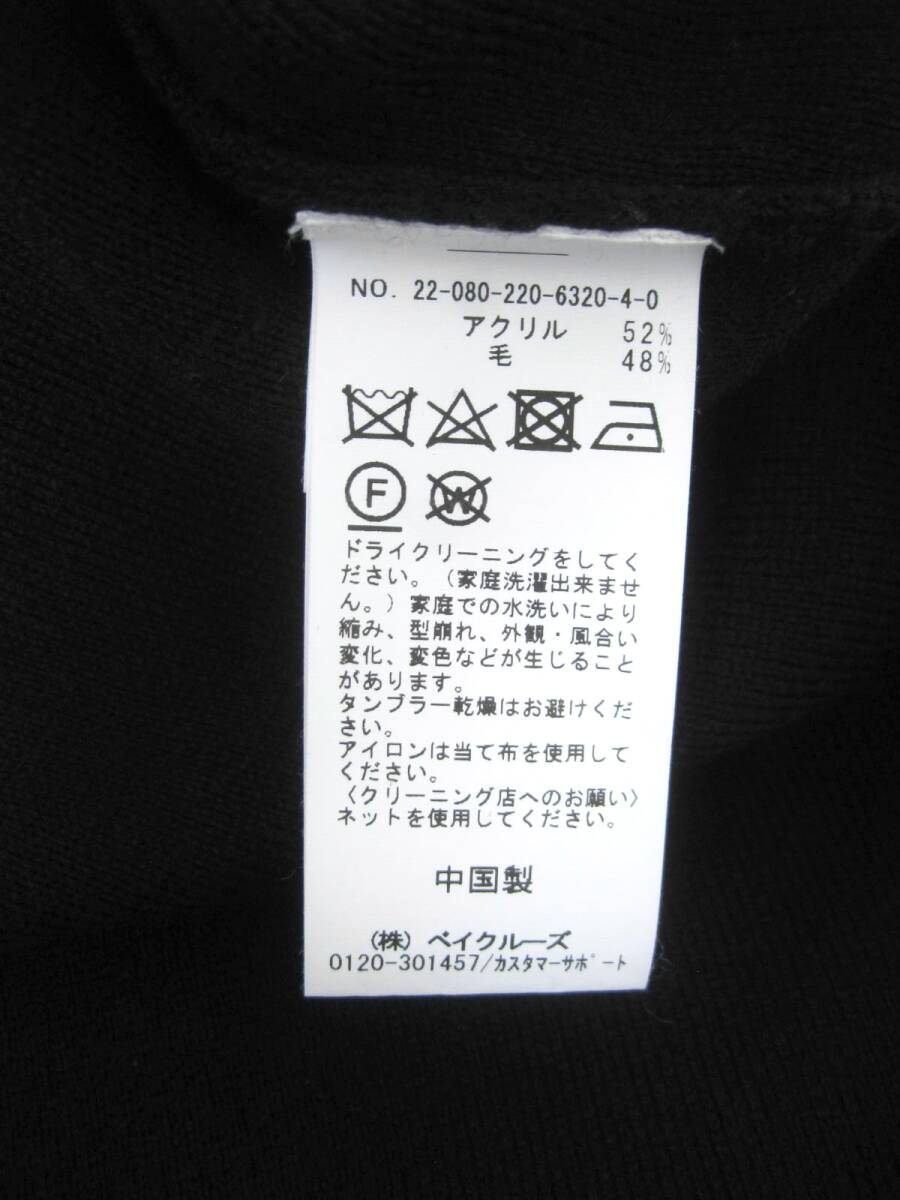 NO. 22-080-220-6320-4-0
アクリル 52%
毛 48%
F W
ドライクリーニングをしてく
ださい。（家庭洗濯出来ませ
ん。）家庭での水洗いにより
縮み、型崩れ、外観・風合い
変化、変色などが生じること
があります。
タンブラー乾燥はお避けくだ
さい。
アイロンは当て布を使用して
ください。
〈クリーニング店へのお願い〉
ネットを使用してください。
中国製
（株）ベイクルーズ
0120-301457/ｶｽﾀﾏｰｻﾎﾟｰﾄ